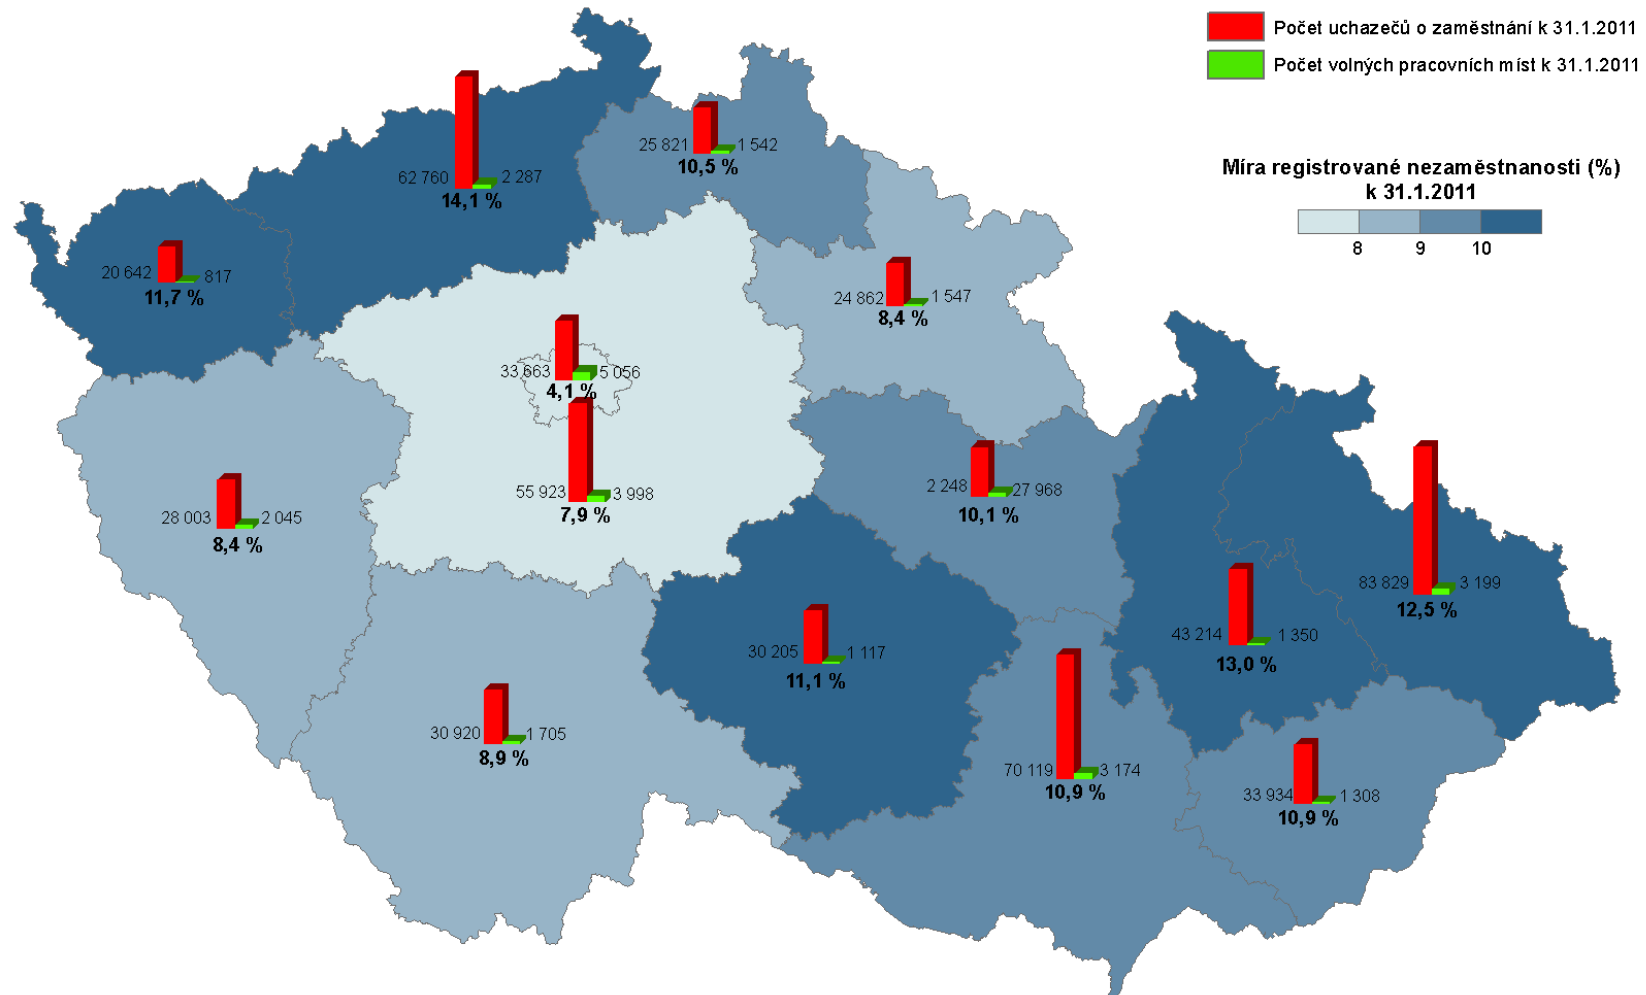 Počet uchazečů o zaměstnání k 31.1.2011
Počet volných pracovních míst k 31.1.2011
Míra registrované nezaměstnanosti (%)
k 31.1.2011
8 9 10
62 760 2 287
14,1 %
25 821 1 542
10,5 %
20 642 817
11,7 %
24 862 1 547
8,4 %
33 663 5 056
4,1 %
55 923 3 998
7,9 %
2 248 27 968
10,1 %
28 003 2 045
8,4 %
83 829 3 199
12,5 %
43 214 1 350
13,0 %
30 205 1 117
11,1 %
30 920 1 705
8,9 %
70 119 3 174
10,9 %
33 934 1 308
10,9 %